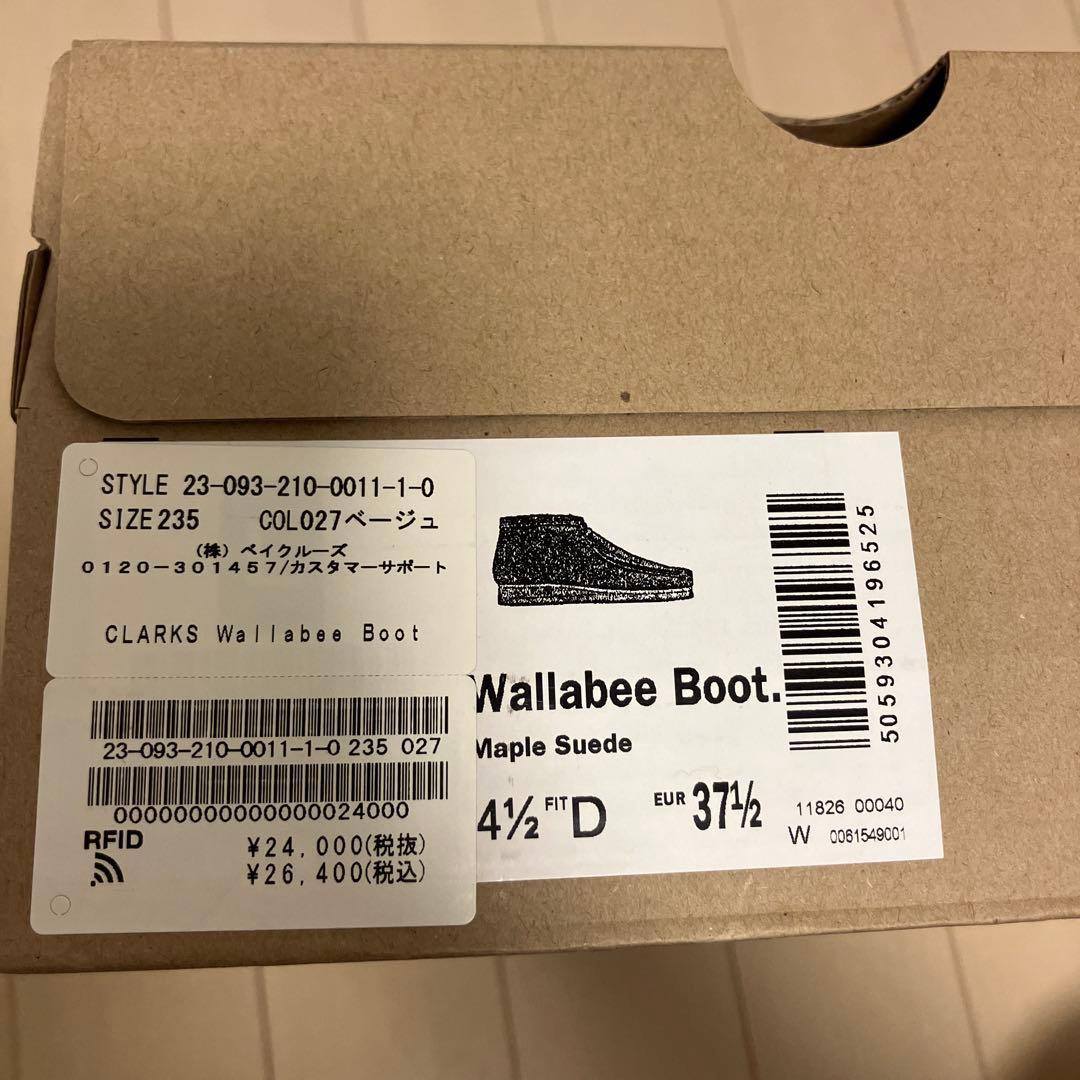 STYLE 23-093-210-0011-1-0
SIZE235 COL027ベージュ
(株) ベイクルーズ
0120-301457/カスタマーサポート
CLARKS Wallabee Boot
23-093-210-0011-1-0 235 027
00000000000000024000
RFID
¥24,000(税抜)
¥26,400(税込)
Wallabee Boot.
Maple Suede
4½ FIT D EUR 37½
5059304196525
11826 00040
W 0061549001